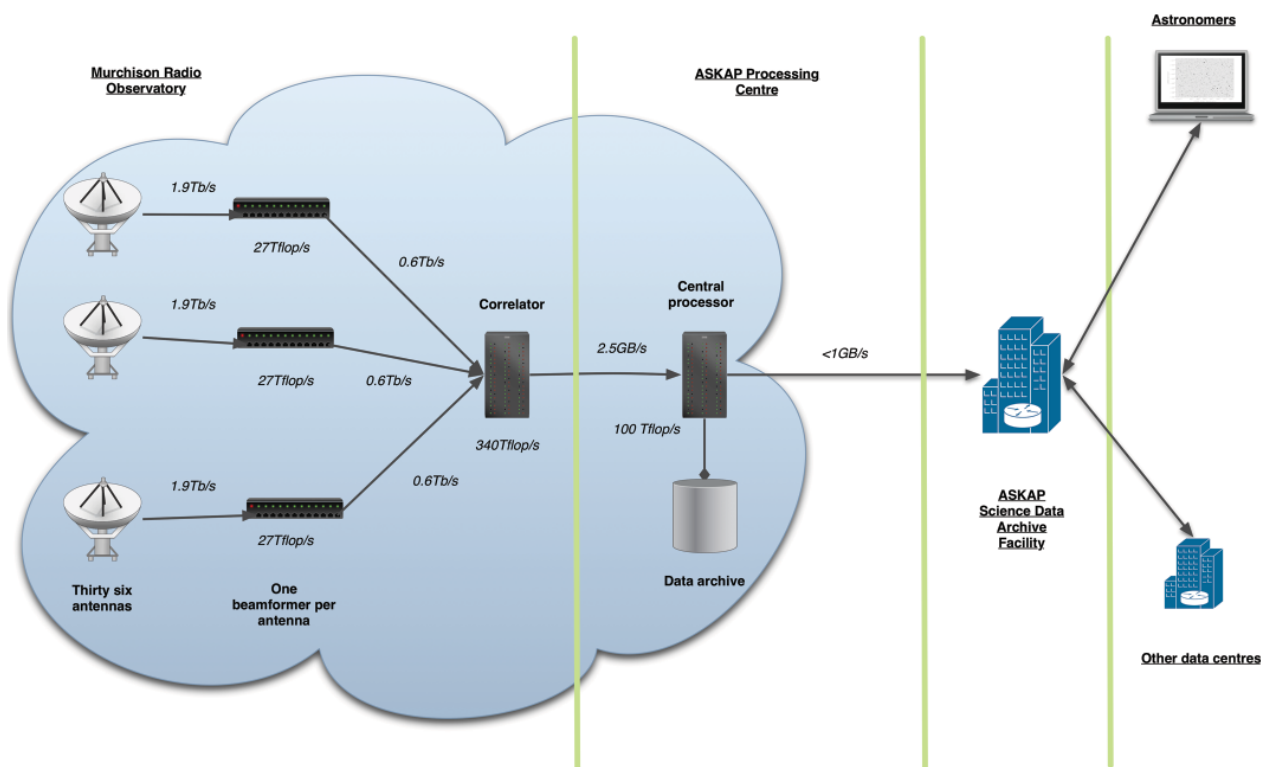 Astronomers
Murchison Radio
Observatory
ASKAP Processing
Centre
1.9Tb/s
27Tflop/s
0.6Tb/s
1.9Tb/s
27Tflop/s
0.6Tb/s
Correlator
340Tflop/s
2.5GB/s
Central
processor
100 Tflop/s
<1GB/s
1.9Tb/s
27Tflop/s
0.6Tb/s
Thirty six
antennas
One
beamformer per
antenna
Data archive
ASKAP
Science Data
Archive
Facility
Other data centres